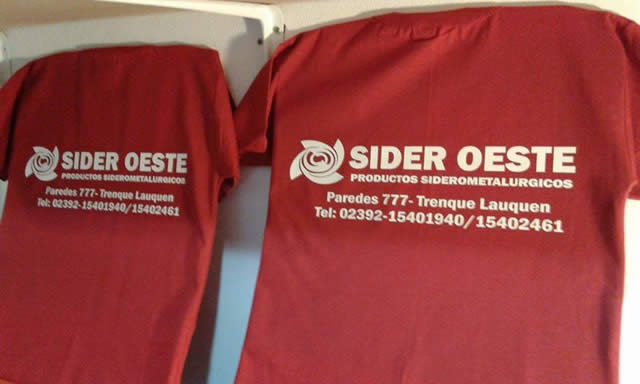 SIDER OESTE
PRODUCTOS SIDEROMETALURGICOS
Paredes 777- Trenque Lauquen
Tel: 02392-15401940/15402461
SIDER OESTE
PRODUCTOS SIDEROMETALURGICOS
Paredes 777- Trenque Lauquen
Tel: 02392-15401940/15402461